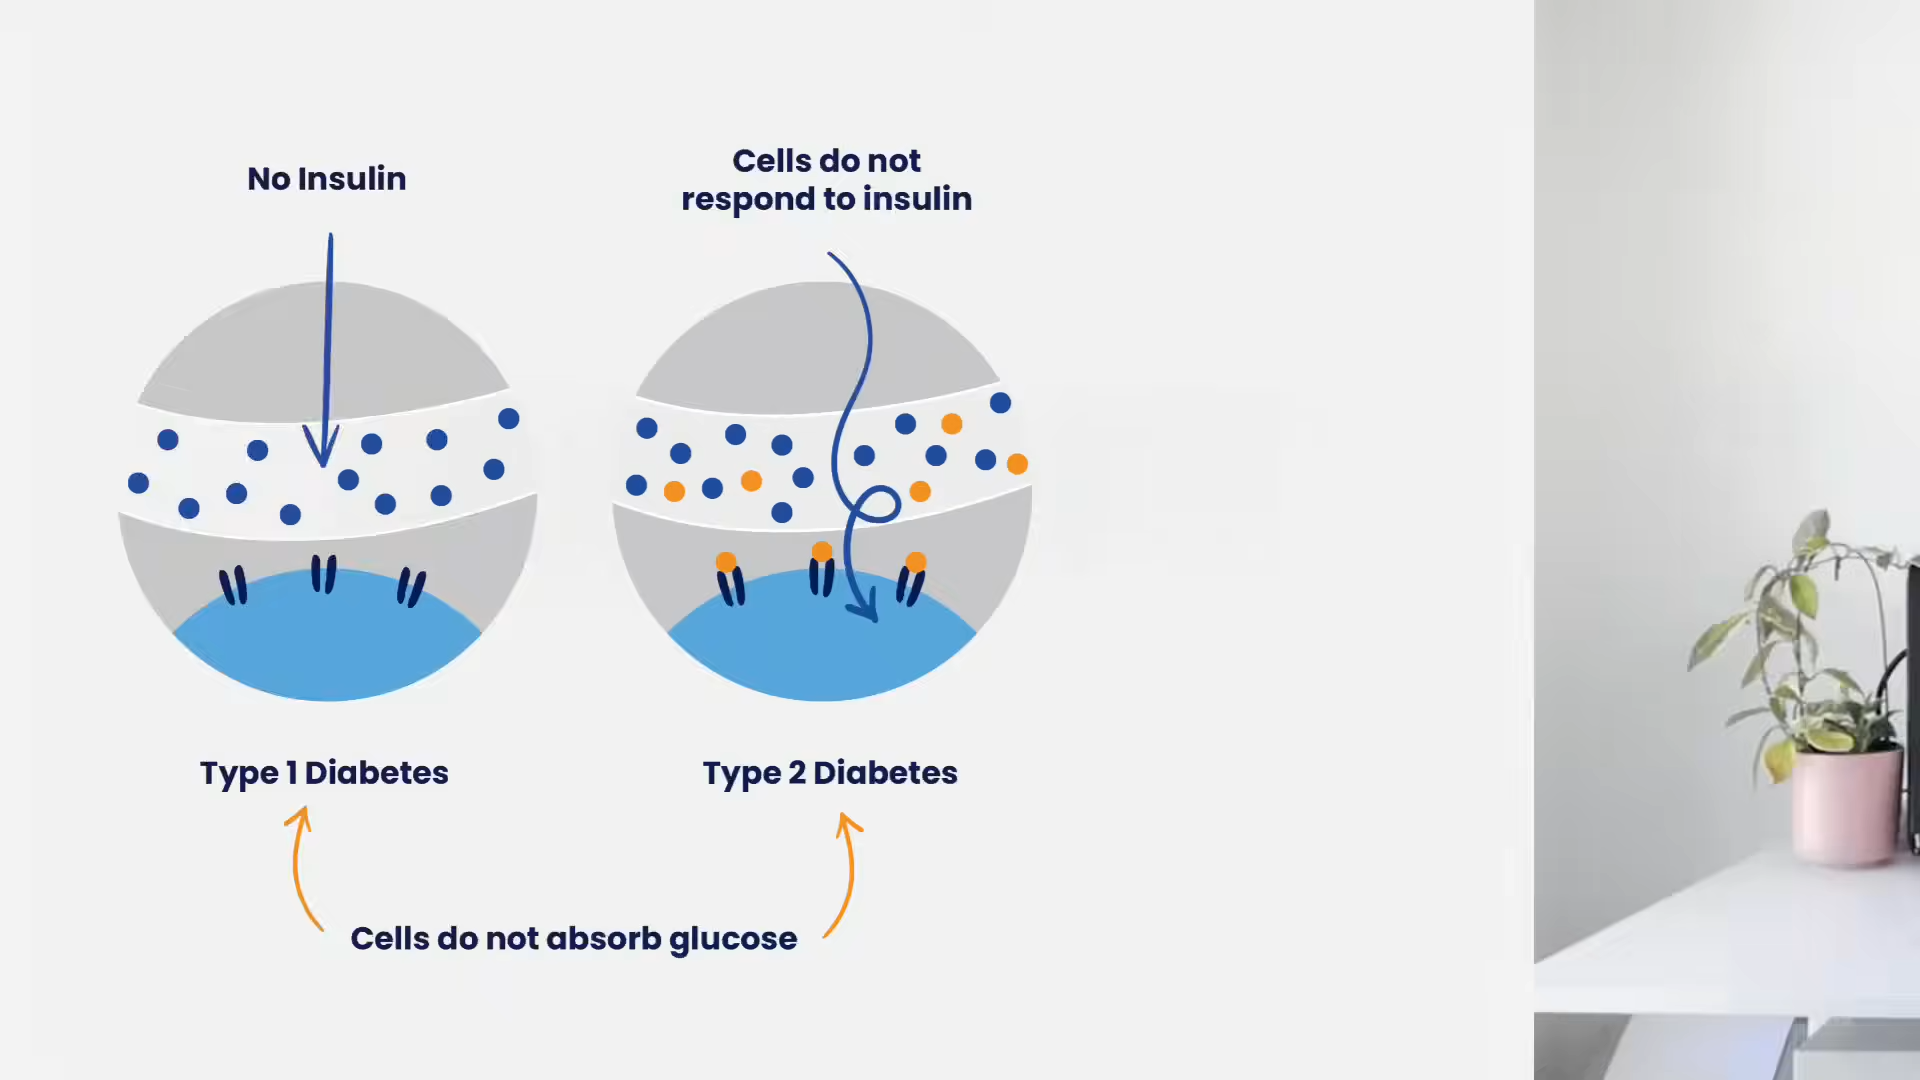 No Insulin
Cells do not
respond to insulin
Type 1 Diabetes
Type 2 Diabetes
Cells do not absorb glucose